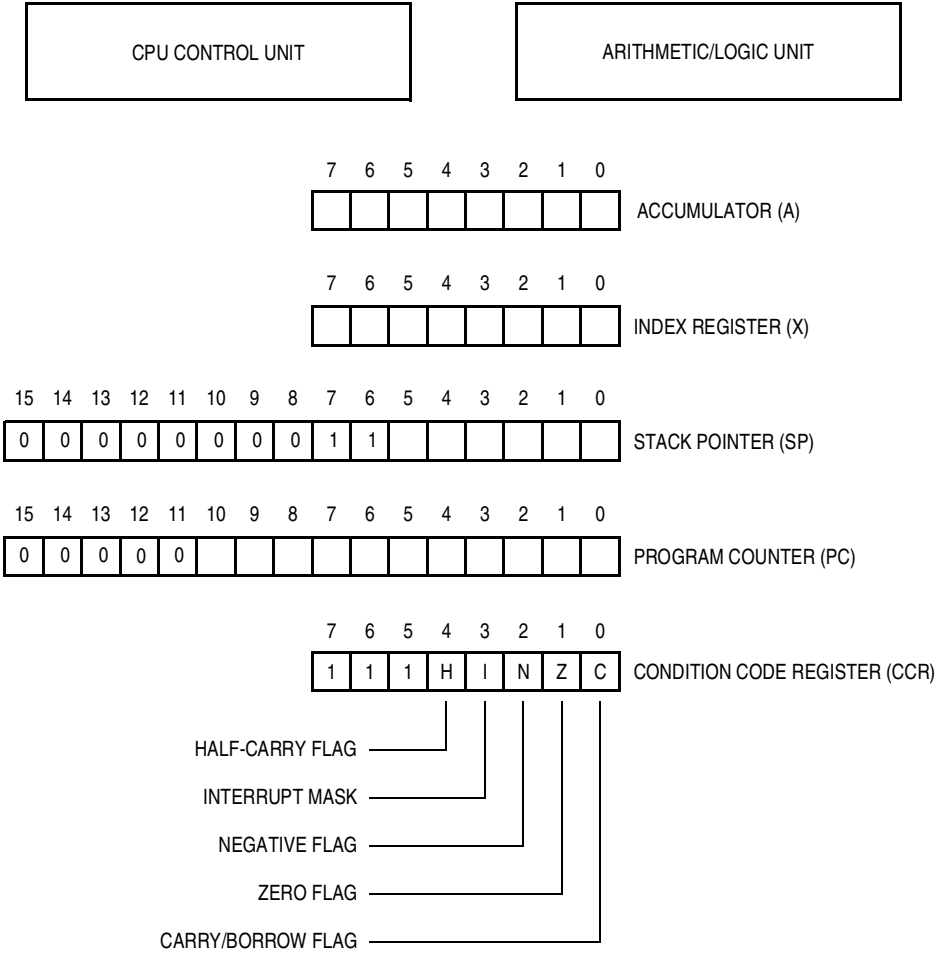 CPU CONTROL UNIT
ARITHMETIC/LOGIC UNIT
7 6 5 4 3 2 1 0
ACCUMULATOR (A)
7 6 5 4 3 2 1 0
INDEX REGISTER (X)
15 14 13 12 11 10 9 8 7 6 5 4 3 2 1 0
0 0 0 0 0 0 0 0 1 1 STACK POINTER (SP)
15 14 13 12 11 10 9 8 7 6 5 4 3 2 1 0
0 0 0 0 0 PROGRAM COUNTER (PC)
7 6 5 4 3 2 1 0
1 1 1 H I N Z C CONDITION CODE REGISTER (CCR)
HALF-CARRY FLAG
INTERRUPT MASK
NEGATIVE FLAG
ZERO FLAG
CARRY/BORROW FLAG